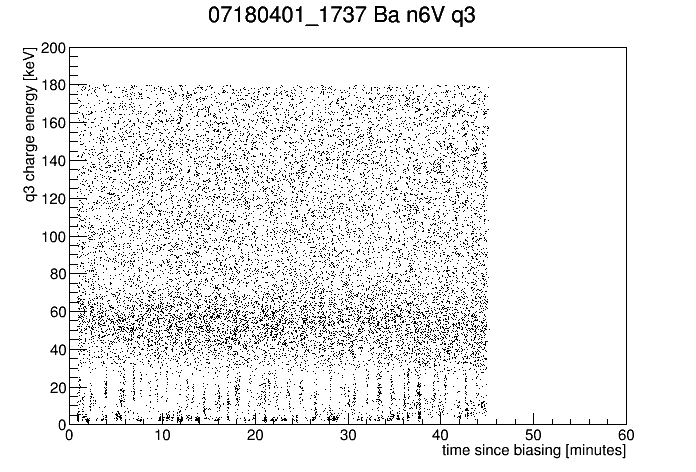 07180401_1737 Ba n6V q3
q3 charge energy [keV]
200
180
160
140
120
100
80
60
40
20
0
0 10 20 30 40 50 60
time since biasing [minutes]